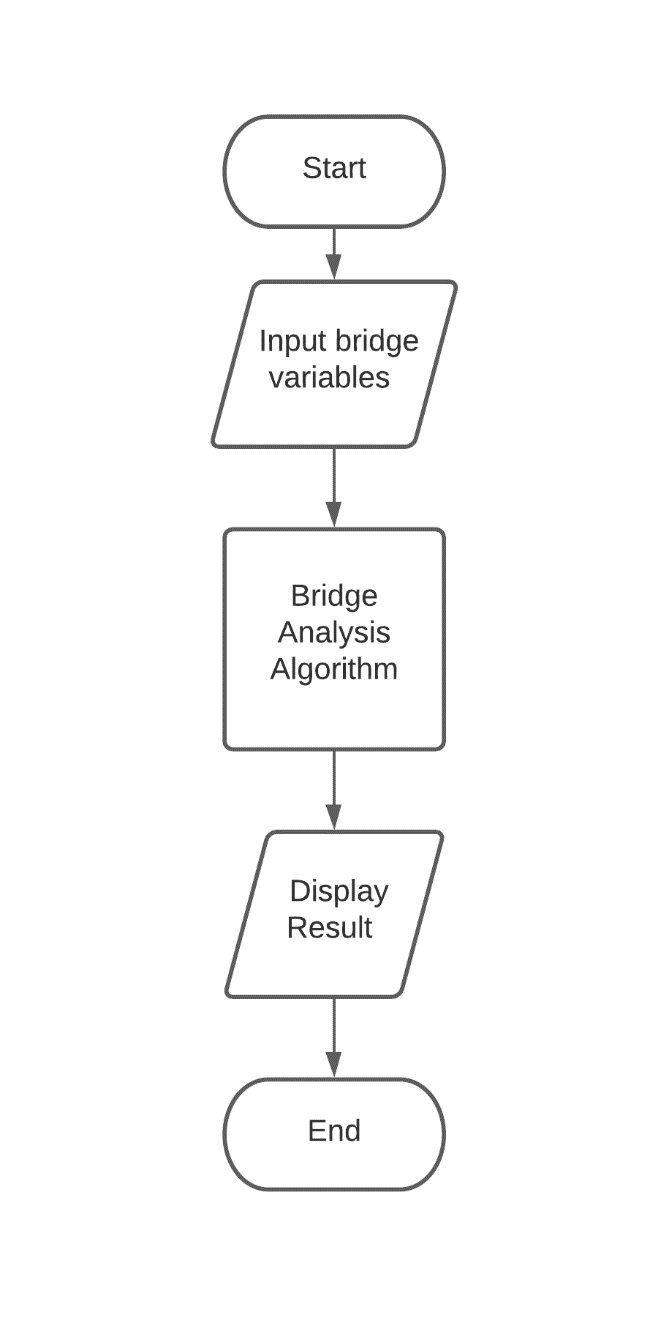 Start
Input bridge
variables
Bridge
Analysis
Algorithm
Display
Result
End